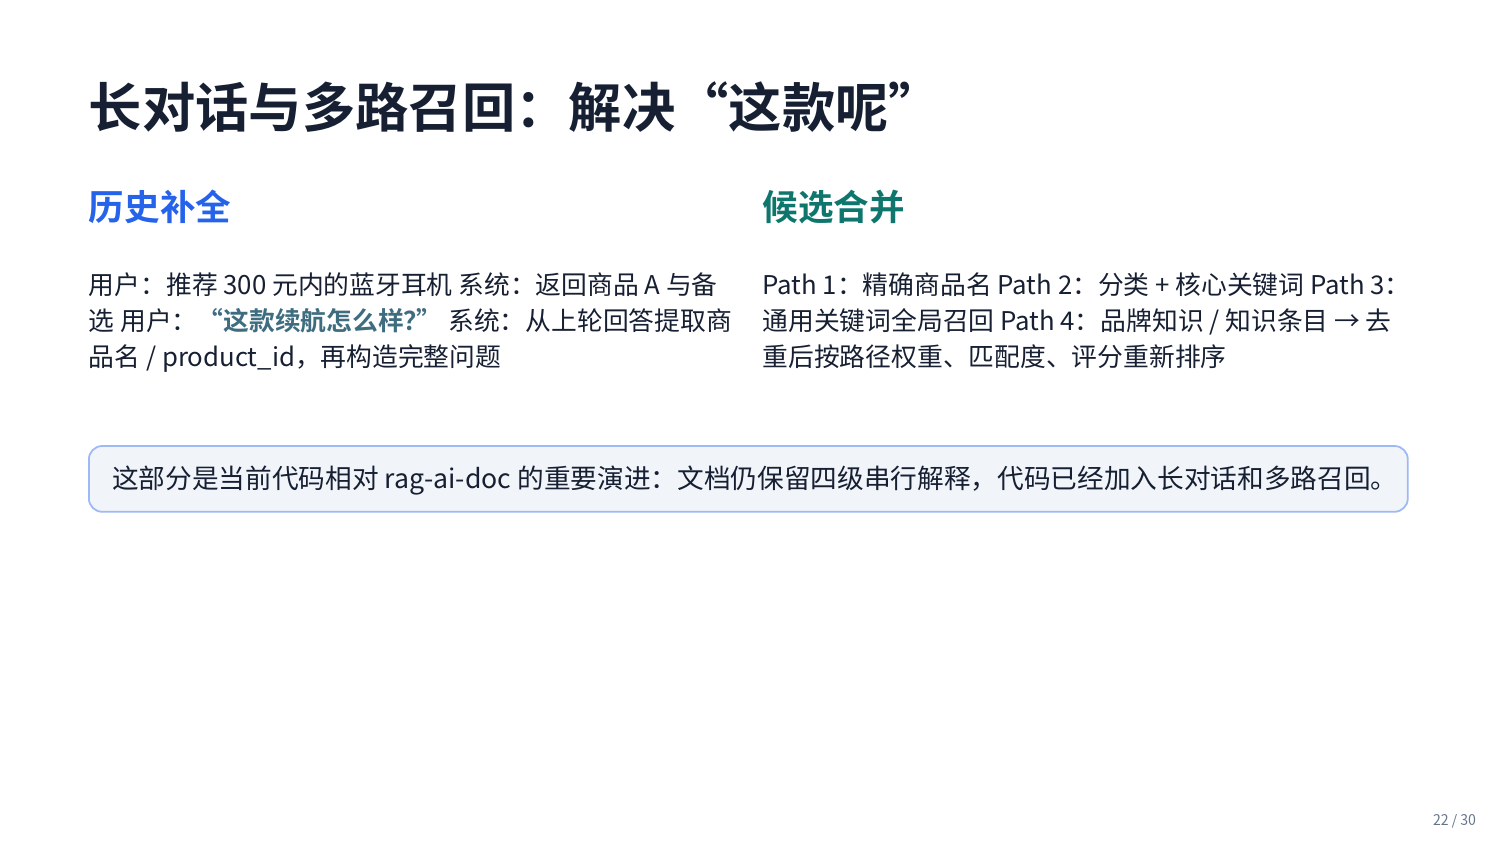 长对话与多路召回：解决“这款呢”
历史补全
用户：推荐 300 元内的蓝牙耳机 系统：返回商品 A 与备
选 用户：“这款续航怎么样？” 系统：从上轮回答提取商
品名 / product_id，再构造完整问题
候选合并
Path 1：精确商品名 Path 2：分类 + 核心关键词 Path 3：
通用关键词全局召回 Path 4：品牌知识 / 知识条目 → 去
重后按路径权重、匹配度、评分重新排序
这部分是当前代码相对 rag-ai-doc 的重要演进：文档仍保留四级串行解释，代码已经加入长对话和多路召回。
22 / 30